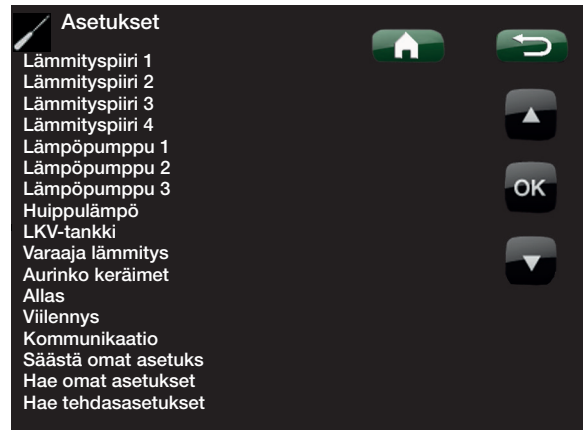 Asetukset
Lämmityspiiri 1
Lämmityspiiri 2
Lämmityspiiri 3
Lämmityspiiri 4
Lämpöpumppu 1
Lämpöpumppu 2
Lämpöpumppu 3
Huippulämpö
LKV-tankki
Varaaja lämmitys
Aurinko keräimet
Allas
Viilennys
Kommunikaatio
Säästä omat asetuks
Hae omat asetukset
Hae tehdasasetukset
OK